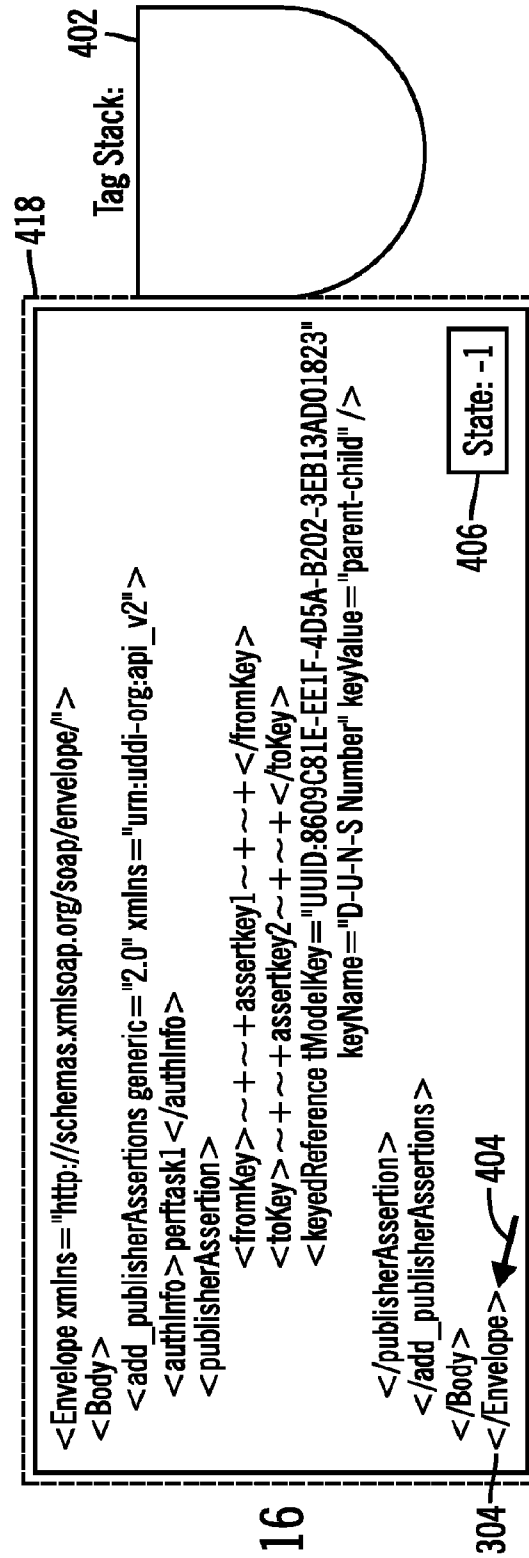 418
<Envelope xmlns="http://schemas.xmlsoap.org/soap/envelope/">
<Body>
<add_publisherAssertions generic="2.0" xmlns="urn:uddi-org:api_v2">
<authInfo>perftask1</authInfo>
<publisherAssertion>
<fromKey>~+~+assertkey1~+~+</fromKey>
<toKey>~+~+assertkey2~+~+</toKey>
<keyedReference tModelKey="UUID:8609C81E-EE1F-4D5A-B202-3EB13AD01823"
keyName="D-U-N-S Number" keyValue="parent-child" />
</publisherAssertion>
</add_publisherAssertions>
</Body>
</Envelope>
304
404
406
State: -1
Tag Stack:
402
16